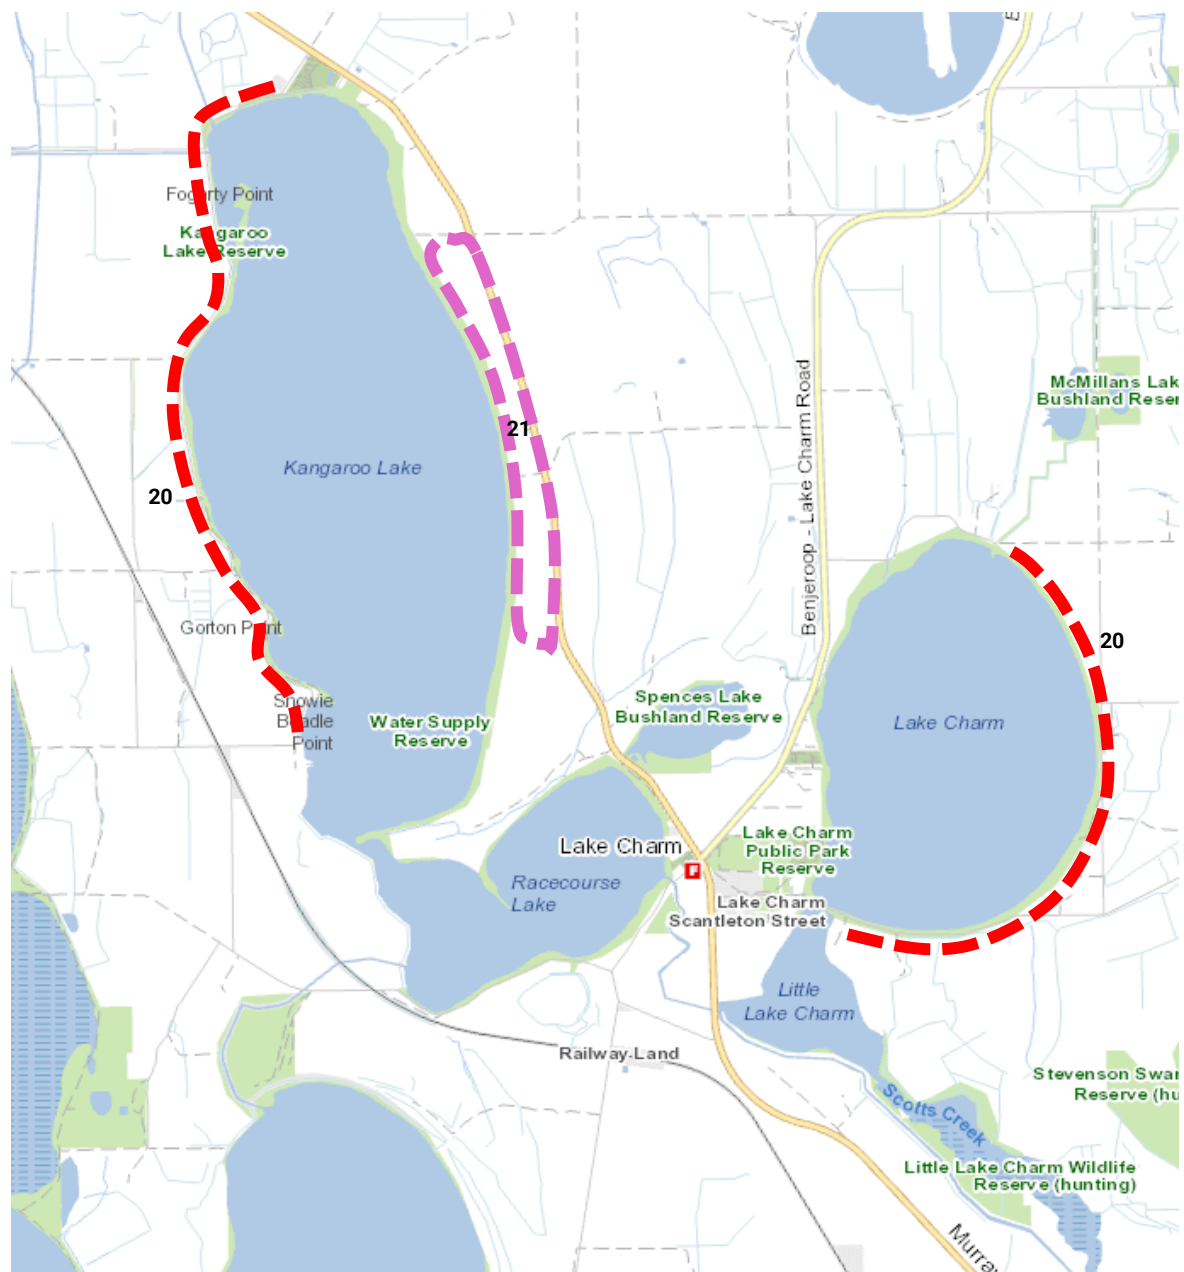 Fogarty Point
Kangaroo
Lake Reserve
McMillans Lak
Bushland Reser
21
Kangaroo Lake
20
Benjeroop - Lake Charm Road
Gorton Point
20
Snowie
Beadle
Point
Water Supply
Reserve
Spences Lake
Bushland Reserve
Lake Charm
Lake Charm
Lake Charm
Public Park
Reserve
F
Racecourse
Lake
Lake Charm
Scantleton Street
Little
Lake Charm
Railway Land
Stevenson Swa
Reserve (hu
Scotts Creek
Little Lake Charm Wildlife
Reserve (hunting)
Murra